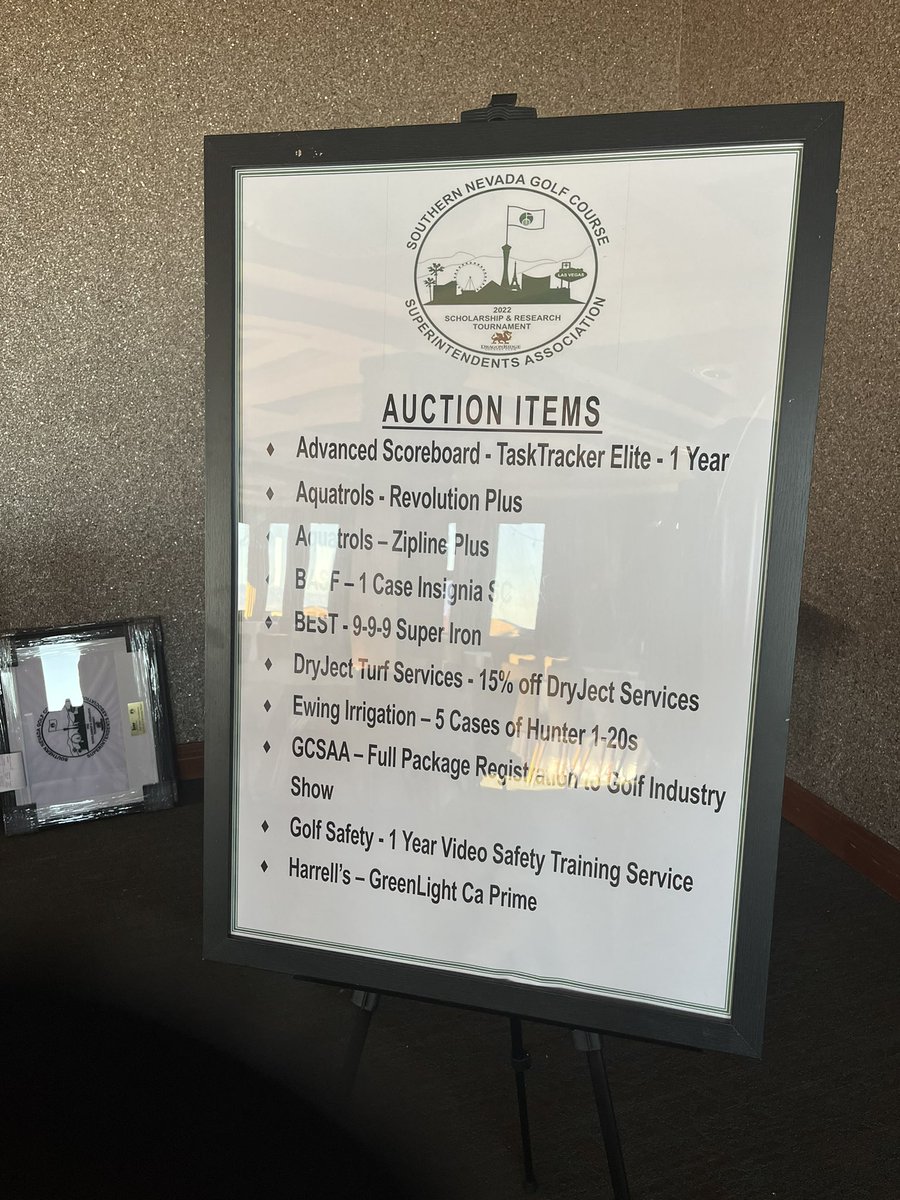 SOUTHERN NEVADA GOLF COURSE
LAS VEGAS
2022
SCHOLARSHIP & RESEARCH
TOURNAMENT
DRAGONRIDGE
SUPERINTENDENTS ASSOCIATION
AUCTION ITEMS
Advanced Scoreboard - TaskTracker Elite - 1 Year
Aquatrols - Revolution Plus
Aquatrols – Zipline Plus
BASF – 1 Case Insignia SC
BEST - 9-9-9 Super Iron
DryJect Turf Services - 15% off DryJect Services
Ewing Irrigation – 5 Cases of Hunter 1-20s
GCSAA – Full Package Registration to Golf Industry
Show
Golf Safety - 1 Year Video Safety Training Service
Harrell's – GreenLight Ca Prime